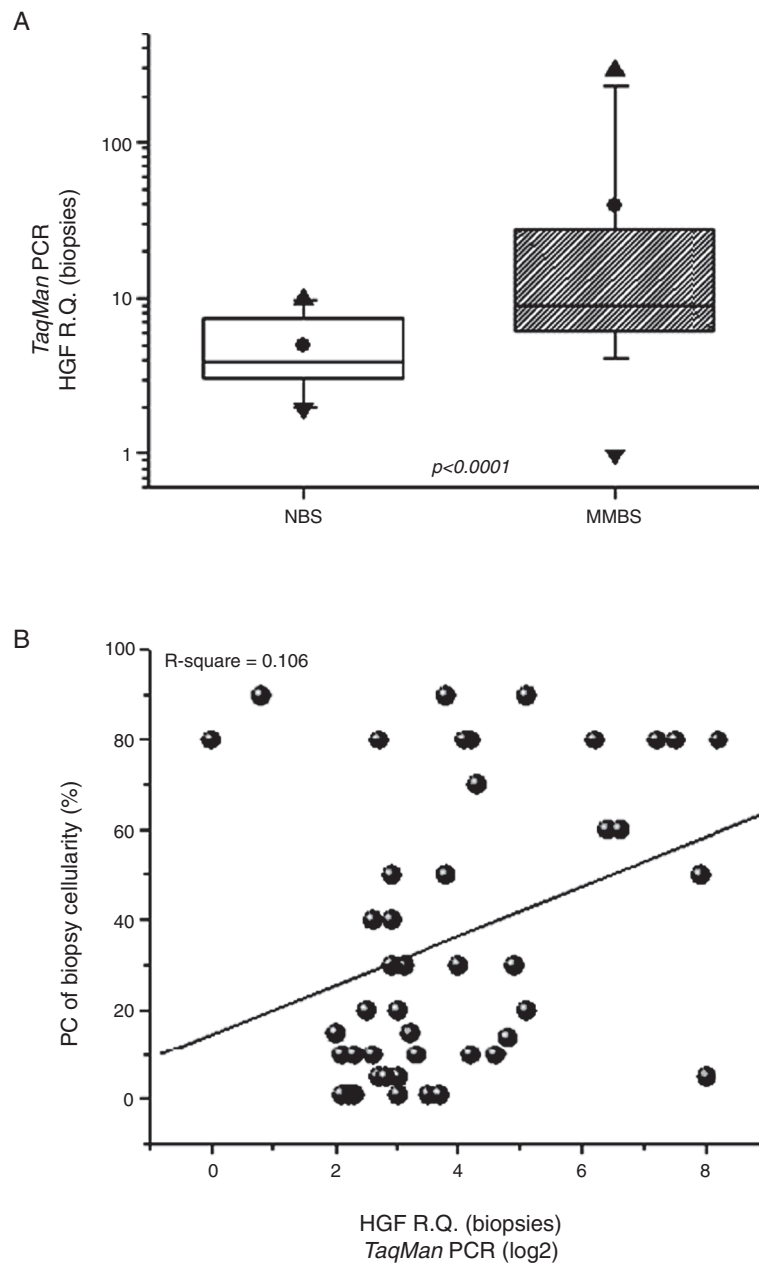 A
TaqMan PCR
HGF R.Q. (biopsies)
100
10
1
p<0.0001
NBS
MMBS
B
R-square = 0.106
PC of biopsy cellularity (%)
100
80
60
40
20
0
0
2
4
6
8
HGF R.Q. (biopsies)
TaqMan PCR (log2)